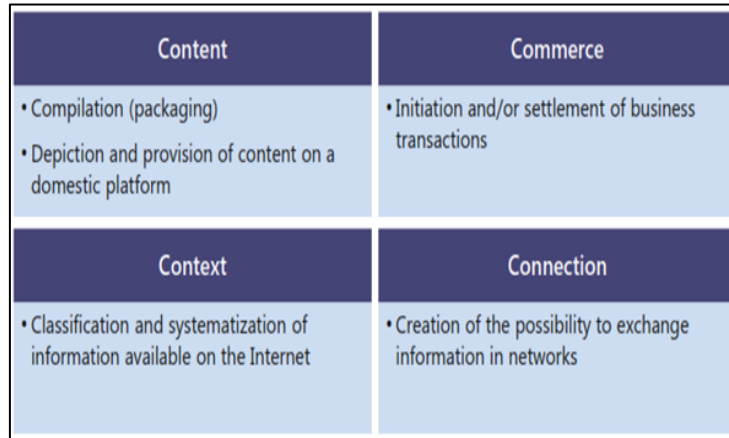 Content
• Compilation (packaging)
• Depiction and provision of content on a
domestic platform
Commerce
• Initiation and/or settlement of business
transactions
Context
• Classification and systematization of
information available on the Internet
Connection
• Creation of the possibility to exchange
information in networks